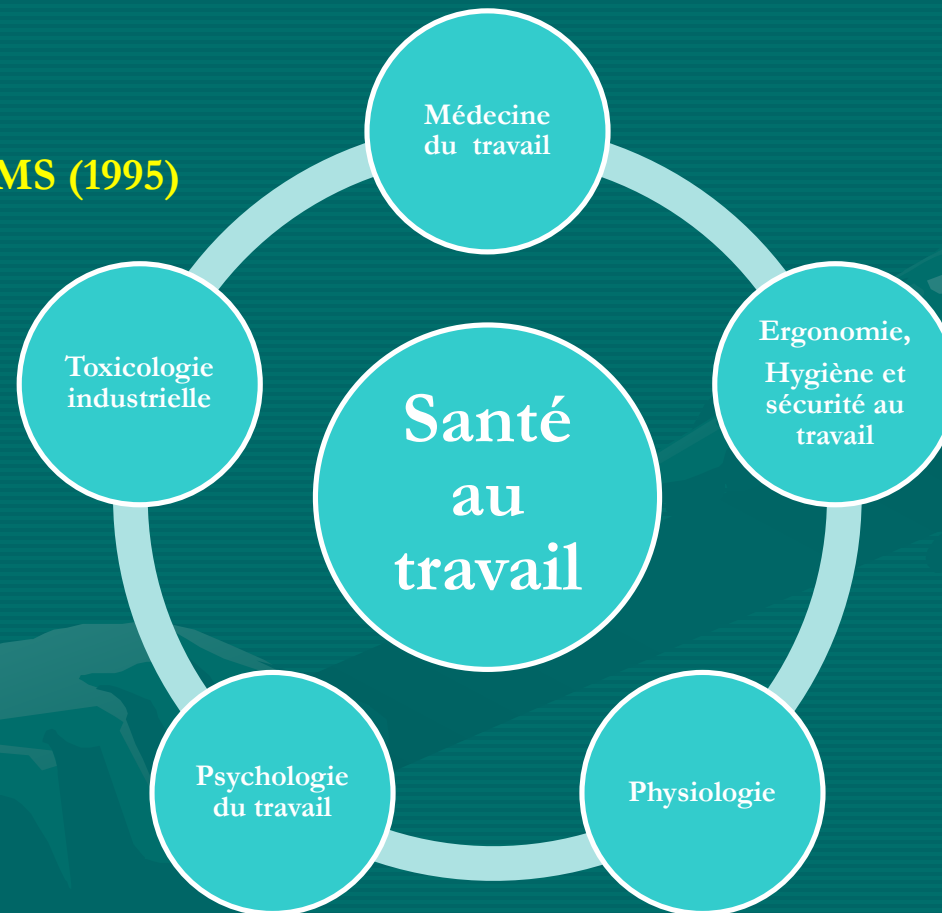 MS (1995)
Médecine
du travail
Ergonomie,
Hygiène et
sécurité au
travail
Physiologie
Psychologie
du travail
Toxicologie
industrielle
Santé
au
travail